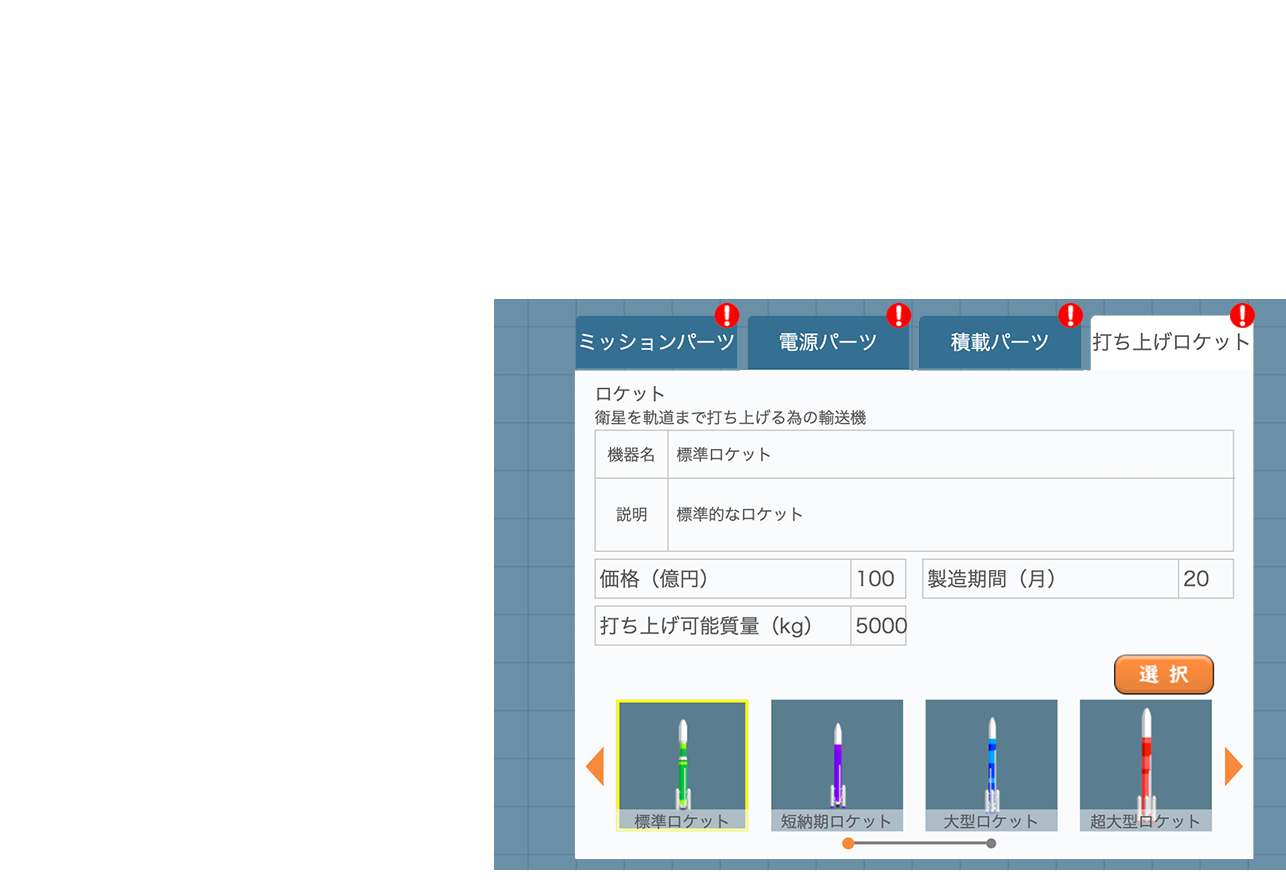 ミッションパーツ
電源パーツ
積載パーツ
打ち上げロケット
ロケット
衛星を軌道まで打ち上げる為の輸送機
機器名 標準ロケット
説明 標準的なロケット
価格（億円） 100 製造期間（月） 20
打ち上げ可能質量（kg） 5000
選択
標準ロケット
短納期ロケット
大型ロケット
超大型ロケット